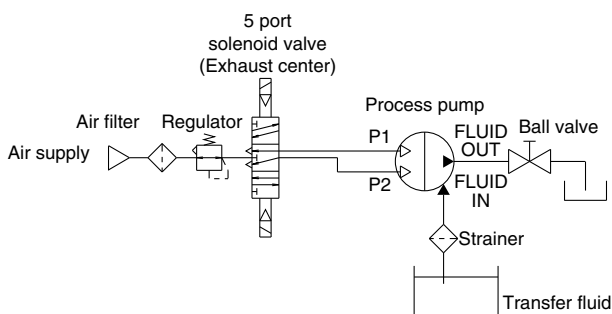 5 port
solenoid valve
(Exhaust center)
Process pump
Air filter
Regulator
Ball valve
Air supply
P1
P2
FLUID
OUT
FLUID
IN
Strainer
Transfer fluid